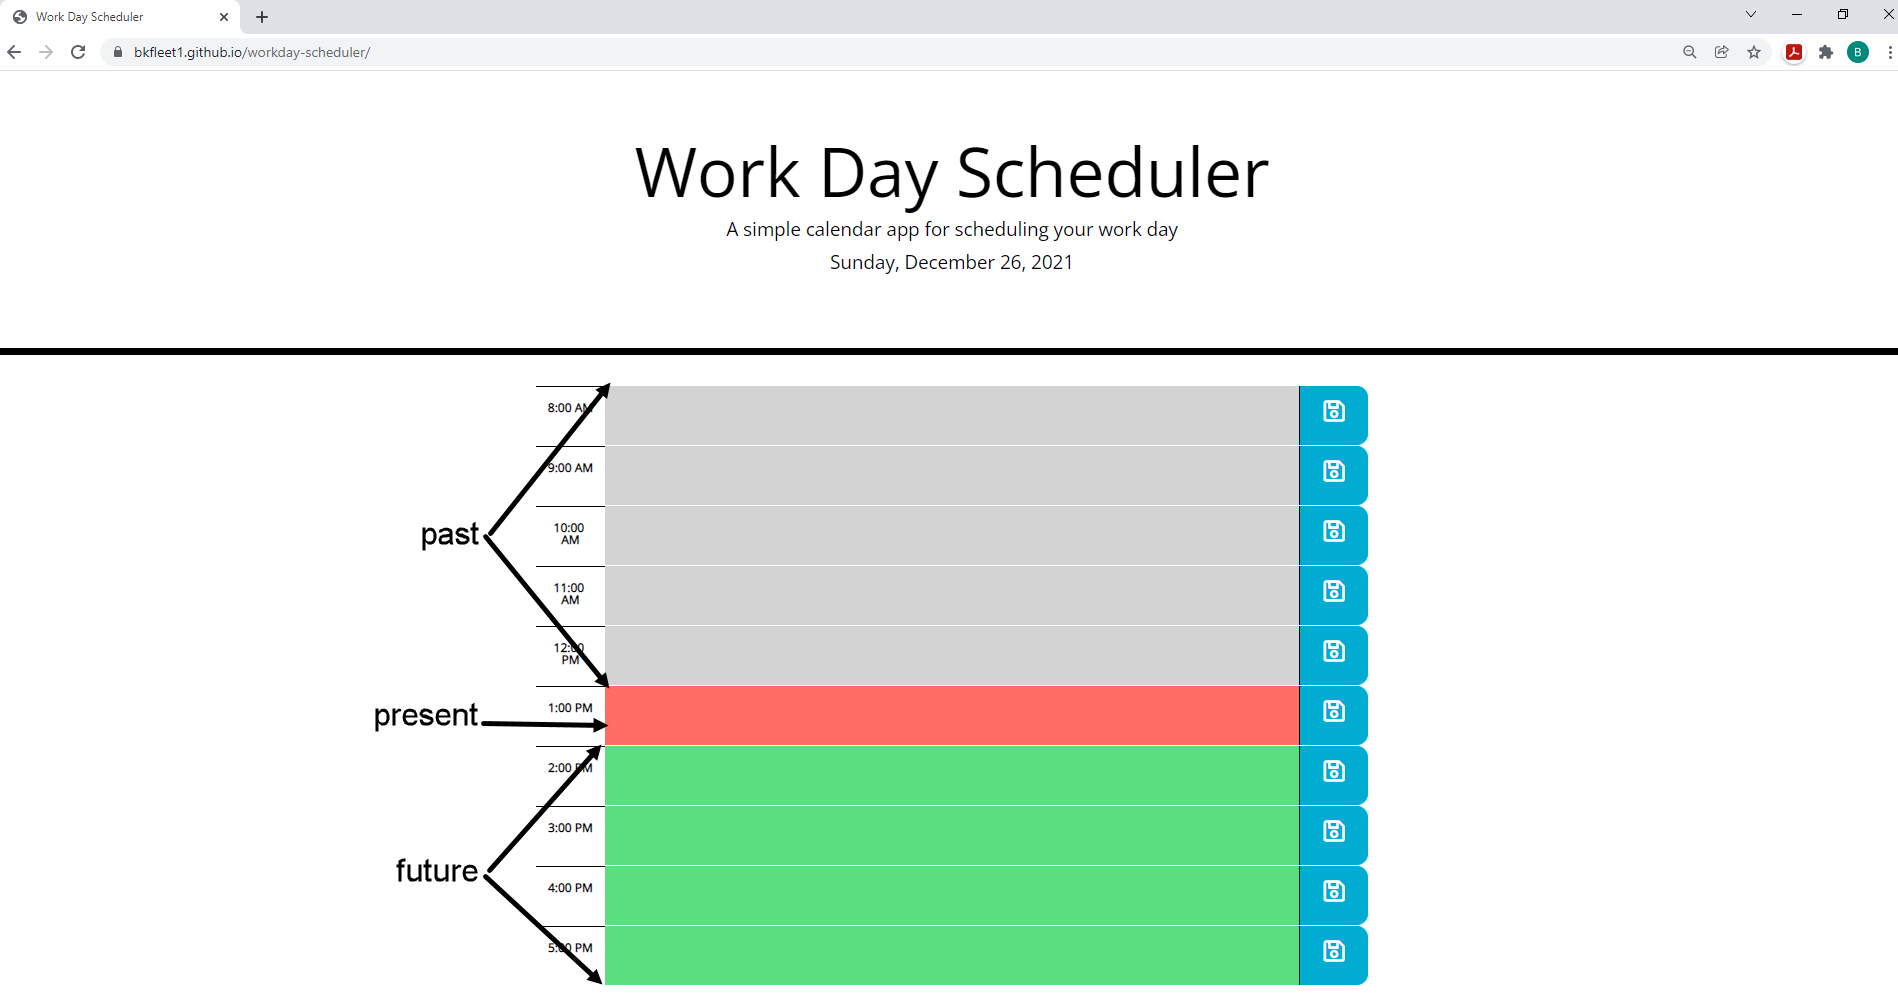 Work Day Scheduler
bkfleet1.github.io/workday-scheduler/
B
Work Day Scheduler
A simple calendar app for scheduling your work day
Sunday, December 26, 2021
8:00 AM
9:00 AM
past
10:00
AM
11:00
AM
12:00
PM
present
1:00 PM
2:00 PM
3:00 PM
future
4:00 PM
5:00 PM